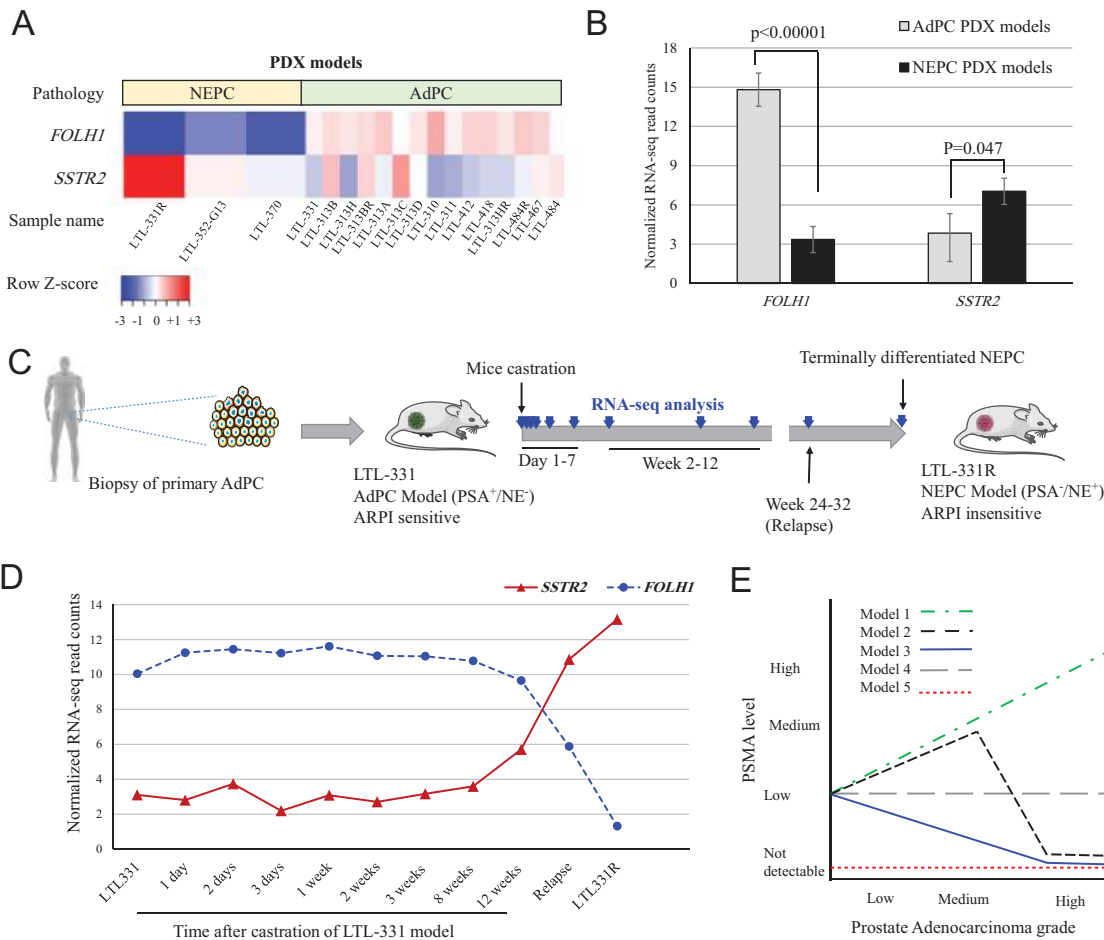 A
PDX models
Pathology
NEPC
AdPC
FOLH1
SSTR2
Sample name
LTL-331R
LTL-352-G13
LTL-370
LTL-331
LTL-313B
LTL-313H
LTL-313BR
LTL-313A
LTL-313C
LTL-313D
LTL-310
LTL-311
LTL-412
LTL-418
LTL-313HR
LTL-484R
LTL-467
LTL-484
Row Z-score
-3 -1 0 +1 +3
B
AdPC PDX models
NEPC PDX models
p<0.00001
P=0.047
Normalized RNA-seq read counts
18
15
12
9
6
3
0
FOLH1
SSTR2
C
Mice castration
Terminally differentiated NEPC
RNA-seq analysis
Day 1-7
Week 2-12
Biopsy of primary AdPC
LTL-331
AdPC Model (PSA+/NE-)
ARPI sensitive
Week 24-32
(Relapse)
LTL-331R
NEPC Model (PSA-/NE+)
ARPI insensitive
D
SSTR2
FOLH1
Normalized RNA-seq read counts
14
12
10
8
6
4
2
0
LTL331
1 day
2 days
3 days
1 week
2 weeks
3 weeks
8 weeks
12 weeks
Relapse
LTL331R
Time after castration of LTL-331 model
E
Model 1
Model 2
Model 3
Model 4
Model 5
PSMA level
High
Medium
Low
Not
detectable
Low
Medium
High
Prostate Adenocarcinoma grade